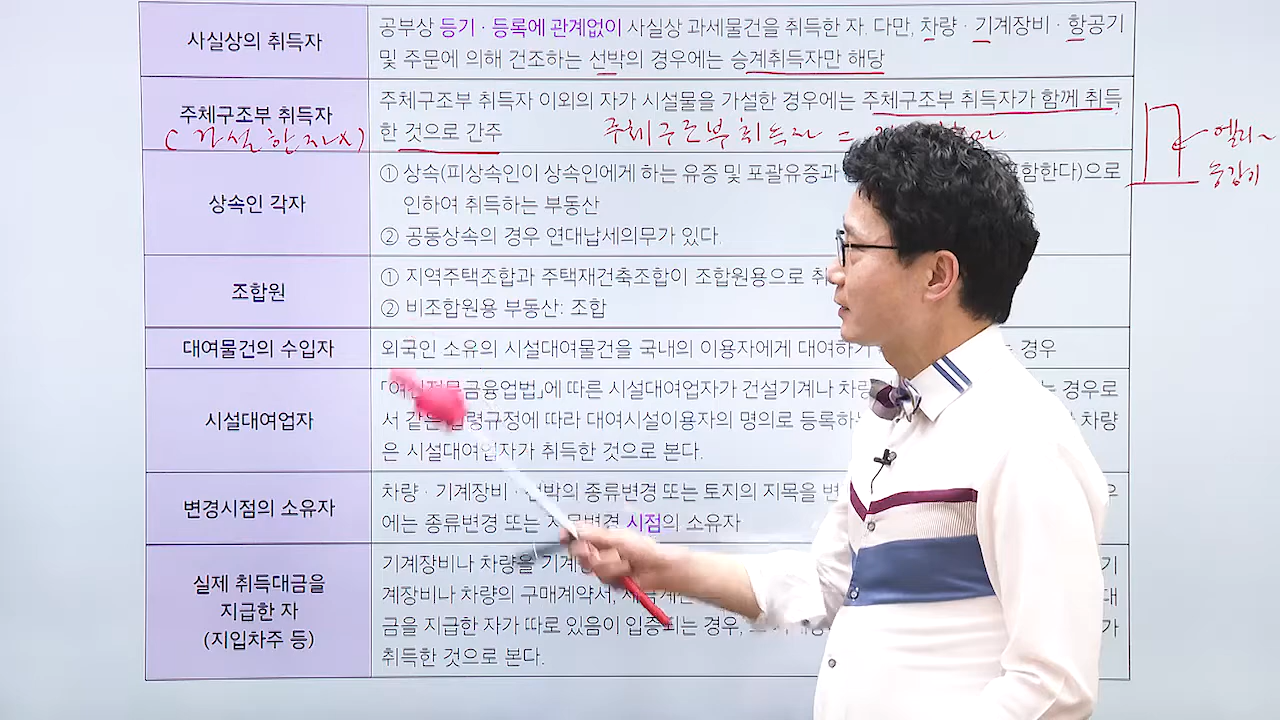 사실상의 취득자
공부상 등기 · 등록에 관계없이 사실상 과세물건을 취득한 자. 다만, 차량 · 기계장비 · 항공기
및 주문에 의해 건조하는 선박의 경우에는 승계취득자만 해당
주체구조부 취득자
(가설한자X)
주체구조부 취득자 이외의 자가 시설물을 가설한 경우에는 주체구조부 취득자가 함께 취득
한 것으로 간주
주체구조부취득자 =
엘리~
승강기
상속인 각자
① 상속(피상속인이 상속인에게 하는 유증 및 포괄유증과 포함한다)으로
인하여 취득하는 부동산
② 공동상속의 경우 연대납세의무가 있다.
조합원
① 지역주택조합과 주택재건축조합이 조합원용으로
② 비조합원용 부동산: 조합
대여물건의 수입자
외국인 소유의 시설대여물건을 국내의 이용자에게 대여하기 경우
시설대여업자
에 따른 시설대여업자가 건설기계나 차량 경우로
서 같은 규정에 따라 대여시설이용자의 명의로 등록하는 차량
은 시설대여업자가 취득한 것으로 본다.
변경시점의 소유자
차량 · 기계장비 · 선박의 종류변경 또는 토지의 지목을
에는 종류변경 또는 지목변경 시점의 소유자
실제 취득대금을
지급한 자
(지입차주 등)
기계장비나 차량을 기
계장비나 차량의 구매계약서, 대
금을 지급한 자가 따로 있음이 입증되는 경우, 가
취득한 것으로 본다.